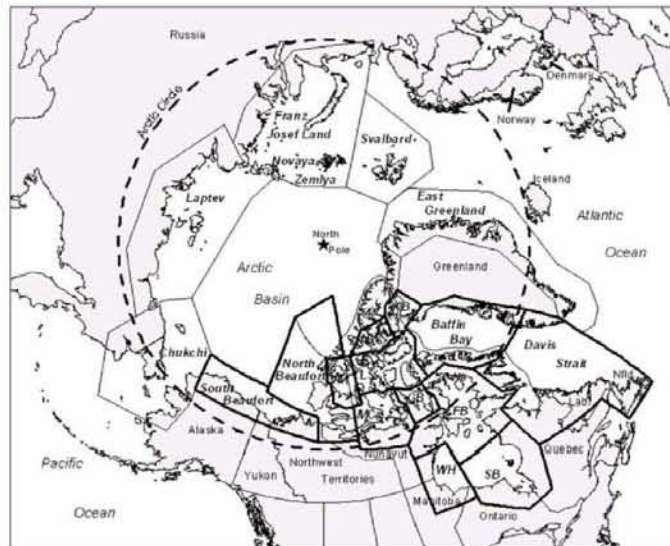 Russia
Denmark
Arctic Circle
Norway
Franz
Josef Land
Svalbard
Novaya
Zemlya
Iceland
Laptev
East
Greenland
Atlantic
Ocean
North
Pole
Greenland
Arctic
Basin
Baffin
Bay
Davis
Strait
Chukchi
North
Beaufort
South
Beaufort
Nfld
Lab
FB
Alaska
Nunavut
Quebec
Pacific
Ocean
Yukon
Northwest
Territories
WH
SB
Manitoba
Ontario